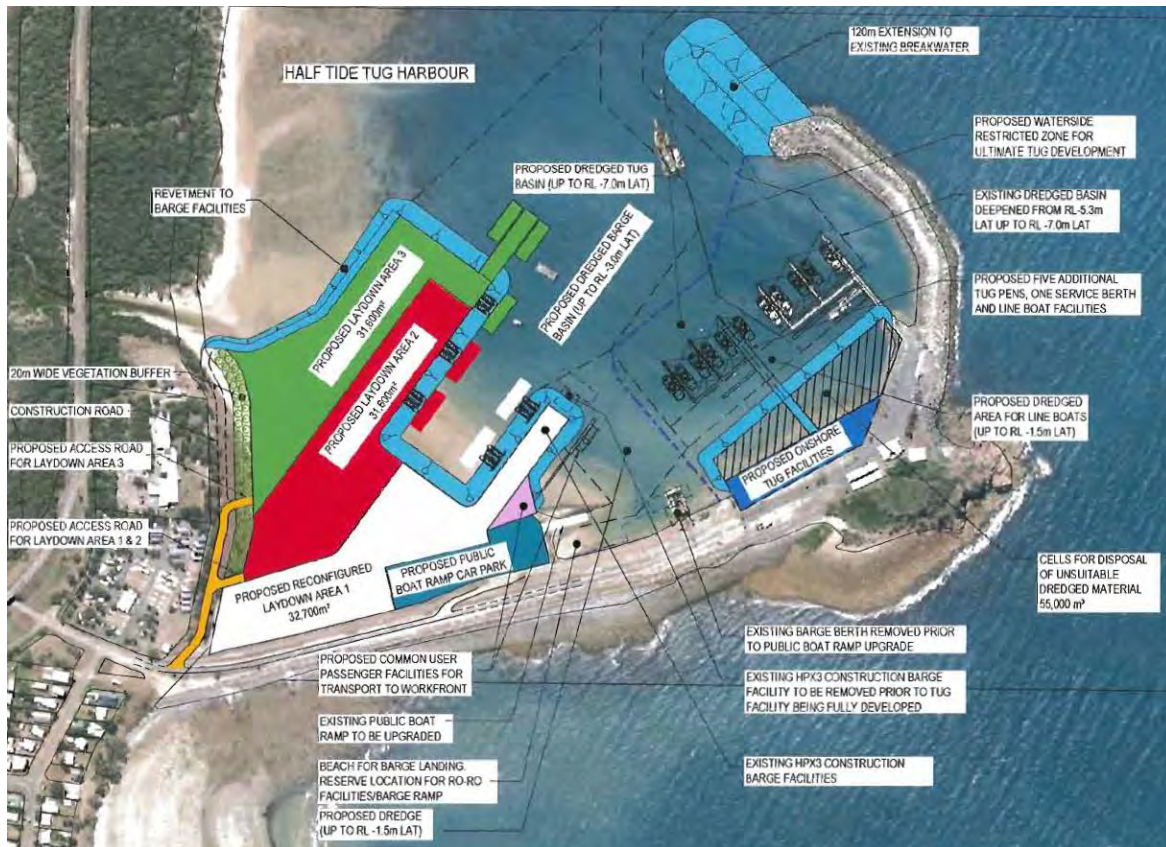 120m EXTENSION TO
EXISTING BREAKWATER
HALF TIDE TUG HARBOUR
PROPOSED WATERSIDE
RESTRICTED ZONE FOR
ULTIMATE TUG DEVELOPMENT
PROPOSED DREDGED TUG
BASIN (UP TO RL -7.0m LAT)
REVETMENT TO
BARGE FACILITIES
EXISTING DREDGED BASIN
DEEPENED FROM RL-5.3m
LAT UP TO RL -7.0m LAT
PROPOSED DREDGED BARGE
BASIN (UP TO RL -3.0m LAT)
PROPOSED LAYDOWN AREA 3
31,600m²
PROPOSED FIVE ADDITIONAL
TUG PENS, ONE SERVICE BERTH
AND LINE BOAT FACILITIES
PROPOSED LAYDOWN AREA 2
31,600m²
20m WIDE VEGETATION BUFFER
CONSTRUCTION ROAD
PROPOSED DREDGED
AREA FOR LINE BOATS
(UP TO RL -1.5m LAT)
PROPOSED ACCESS ROAD
FOR LAYDOWN AREA 3
PROPOSED ONSHORE
TUG FACILITIES
PROPOSED ACCESS ROAD
FOR LAYDOWN AREA 1 & 2
PROPOSED PUBLIC
BOAT RAMP CAR PARK
CELLS FOR DISPOSAL
OF UNSUITABLE
DREDGED MATERIAL
55,000 m³
PROPOSED RECONFIGURED
LAYDOWN AREA 1
32,700m²
EXISTING BARGE BERTH REMOVED PRIOR
TO PUBLIC BOAT RAMP UPGRADE
PROPOSED COMMON USER
PASSENGER FACILITIES FOR
TRANSPORT TO WORKFRONT
EXISTING HPX3 CONSTRUCTION BARGE
FACILITY TO BE REMOVED PRIOR TO TUG
FACILITY BEING FULLY DEVELOPED
EXISTING PUBLIC BOAT
RAMP TO BE UPGRADED
BEACH FOR BARGE LANDING.
RESERVE LOCATION FOR RO-RO
FACILITIES/BARGE RAMP
EXISTING HPX3 CONSTRUCTION
BARGE FACILITIES
PROPOSED DREDGE
(UP TO RL -1.5m LAT)